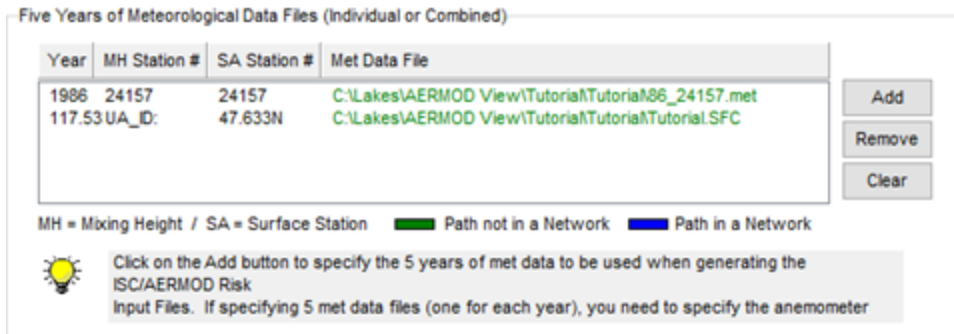 Five Years of Meteorological Data Files (Individual or Combined)
Year MH Station # SA Station # Met Data File
1986 24157 24157 C:\Lakes\AERMOD View\Tutorial\Tutorial\86_24157.met
117.53 UA_ID: 47.633N C:\Lakes\AERMOD View\Tutorial\Tutorial\Tutorial.SFC
Add
Remove
Clear
MH = Mixing Height / SA = Surface Station Path not in a Network Path in a Network
Click on the Add button to specify the 5 years of met data to be used when generating the
ISC/AERMOD Risk
Input Files. If specifying 5 met data files (one for each year), you need to specify the anemometer